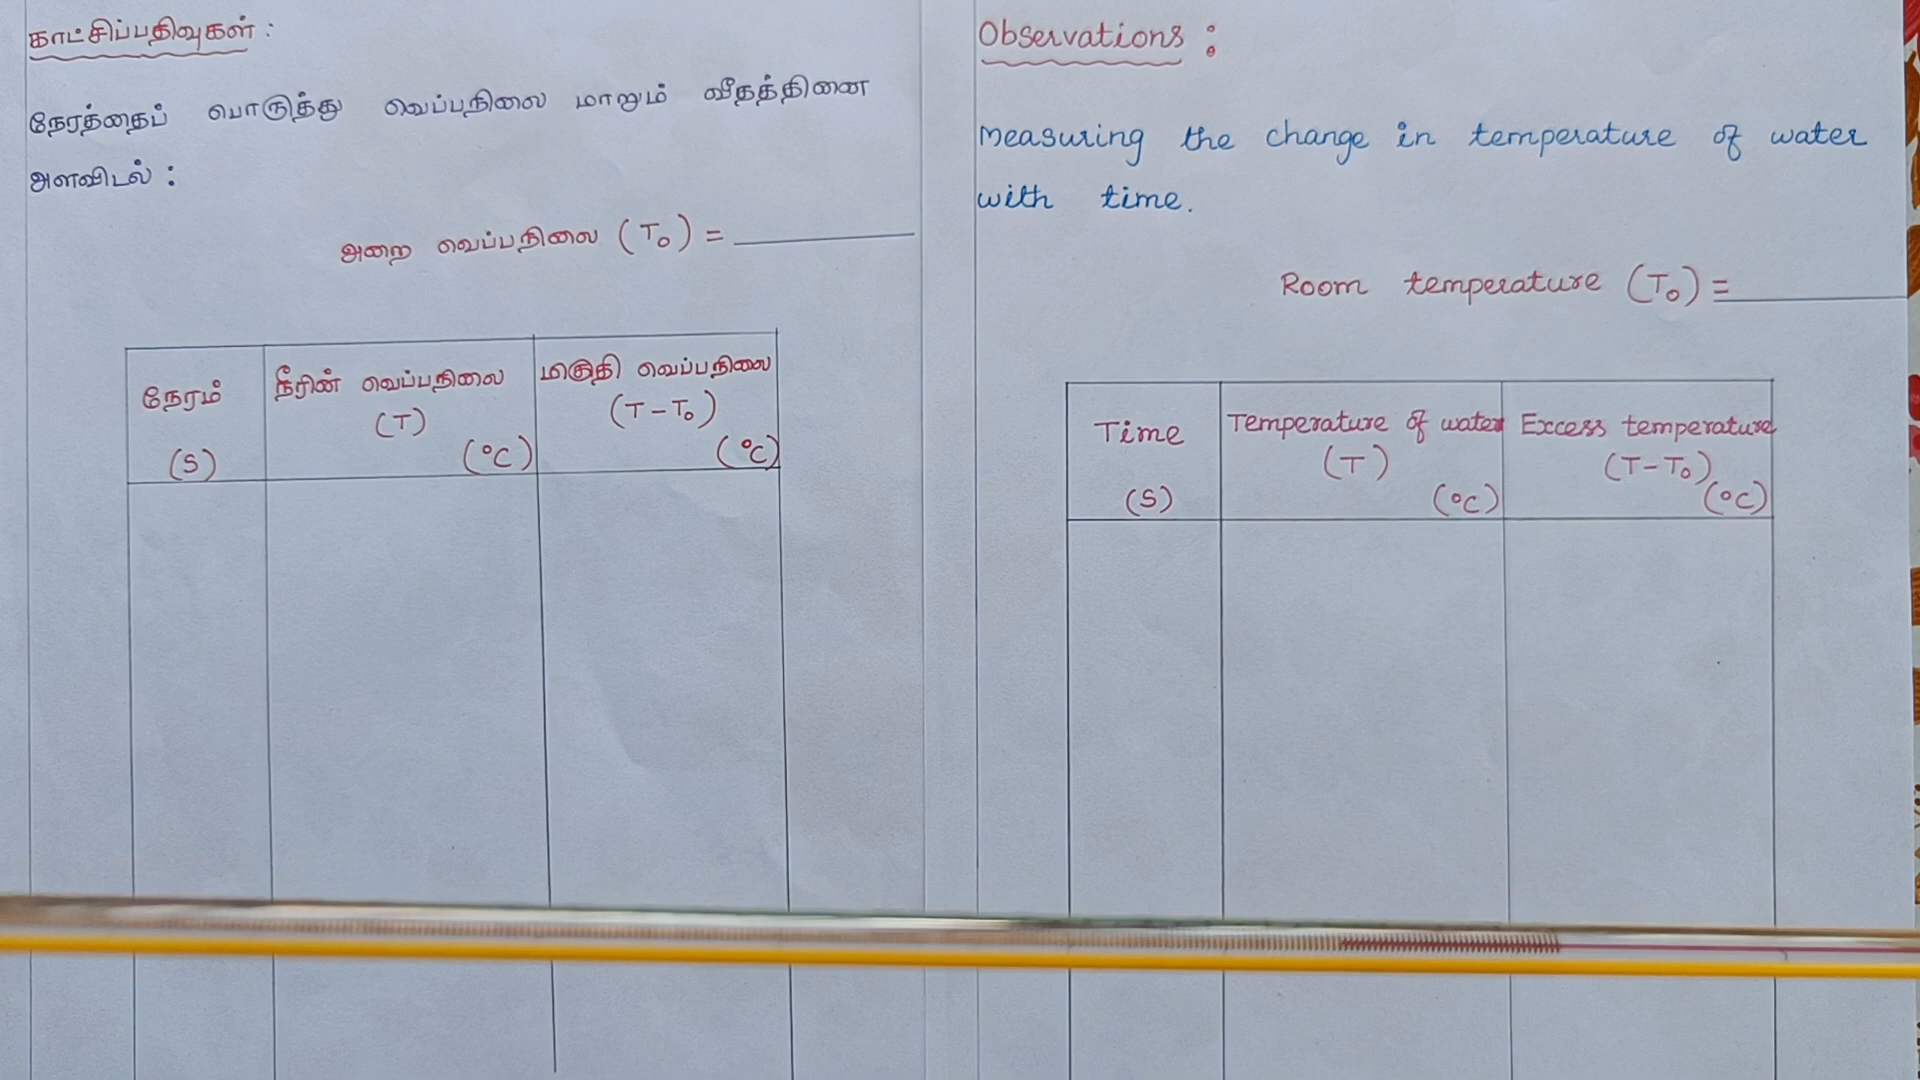 காட்சிப்பதிவுகள் :
நேரத்தைப் பொருத்து வெப்பநிலை மாறும் வீதத்தினை
அளவிடல் :
அறை வெப்பநிலை (T₀) =
நேரம்
(S)
நீரின் வெப்பநிலை
(T)
(°C)
மிகுதி வெப்பநிலை
(T-T₀)
(°C)
Observations :
Measuring the change in temperature of water
with time.
Room temperature (T₀) =
Time
(S)
Temperature of water
(T)
(°C)
Excess temperature
(T-T₀)
(°C)